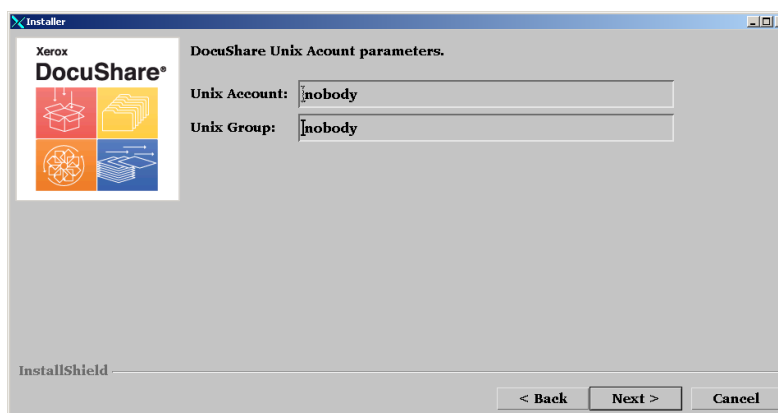 Installer
Xerox
DocuShare®
DocuShare Unix Acount parameters.
Unix Account: nobody
Unix Group: nobody
InstallShield
< Back Next > Cancel